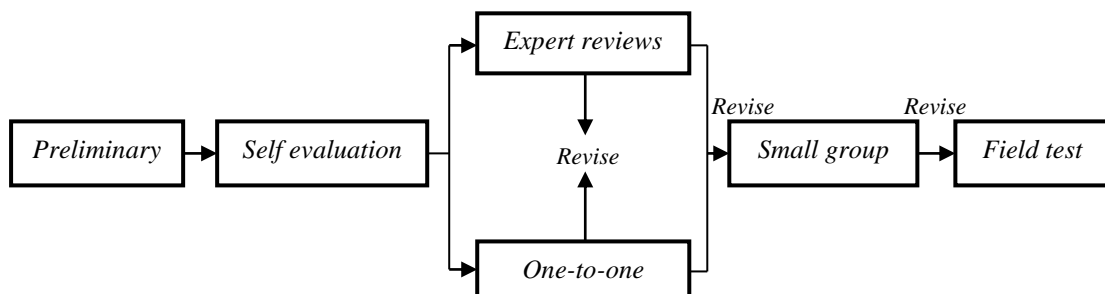 Preliminary
Self evaluation
Expert reviews
Revise
One-to-one
Revise
Small group
Revise
Field test